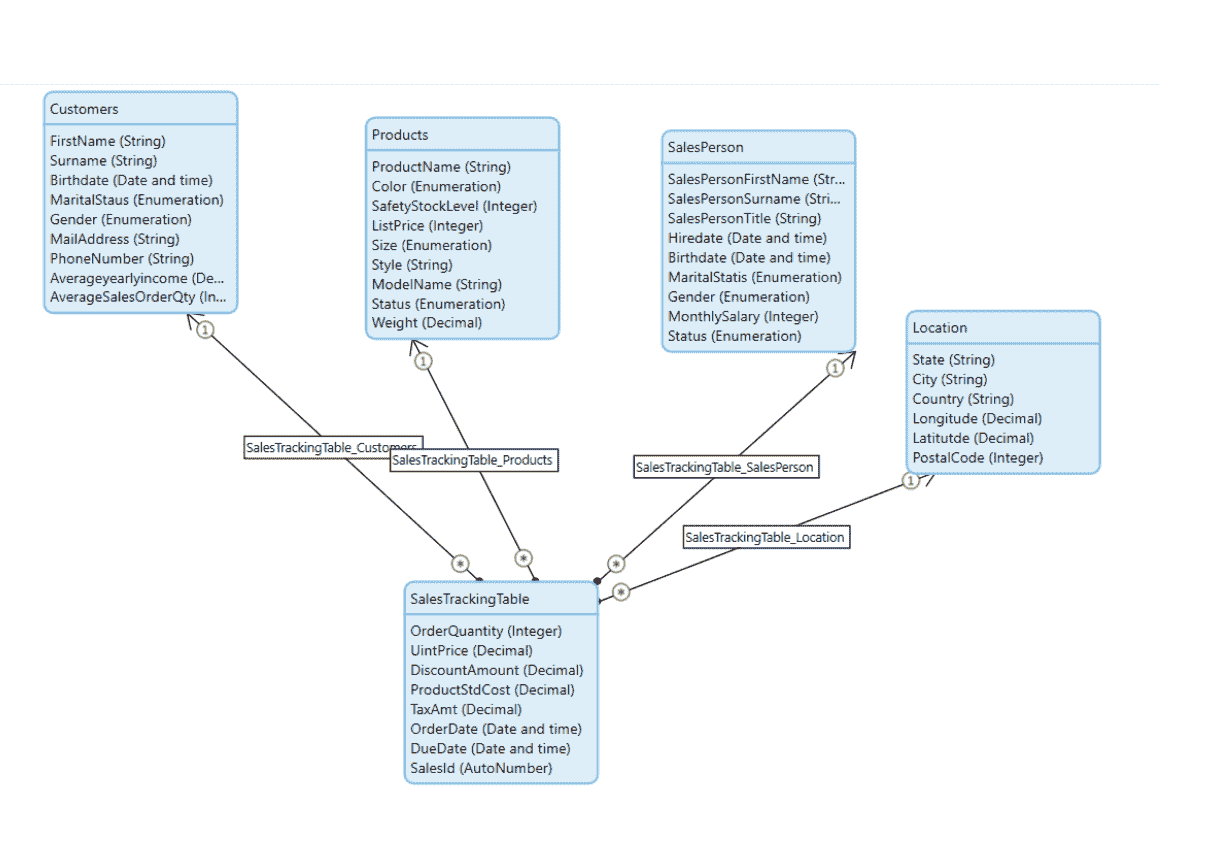 Customers
FirstName (String)
Surname (String)
Birthdate (Date and time)
MaritalStaus (Enumeration)
Gender (Enumeration)
MailAddress (String)
PhoneNumber (String)
Averageyearlyincome (De...
AverageSalesOrderQty (In...
Products
ProductName (String)
Color (Enumeration)
SafetyStockLevel (Integer)
ListPrice (Integer)
Size (Enumeration)
Style (String)
ModelName (String)
Status (Enumeration)
Weight (Decimal)
SalesPerson
SalesPersonFirstName (Str...
SalesPersonSurname (Stri...
SalesPersonTitle (String)
Hiredate (Date and time)
Birthdate (Date and time)
MaritalStatis (Enumeration)
Gender (Enumeration)
MonthlySalary (Integer)
Status (Enumeration)
Location
State (String)
City (String)
Country (String)
Longitude (Decimal)
Latitutde (Decimal)
PostalCode (Integer)
1
1
1
1
SalesTrackingTable_Customers
SalesTrackingTable_Products
SalesTrackingTable_SalesPerson
SalesTrackingTable_Location
*
*
*
*
SalesTrackingTable
OrderQuantity (Integer)
UintPrice (Decimal)
DiscountAmount (Decimal)
ProductStdCost (Decimal)
TaxAmt (Decimal)
OrderDate (Date and time)
DueDate (Date and time)
SalesId (AutoNumber)